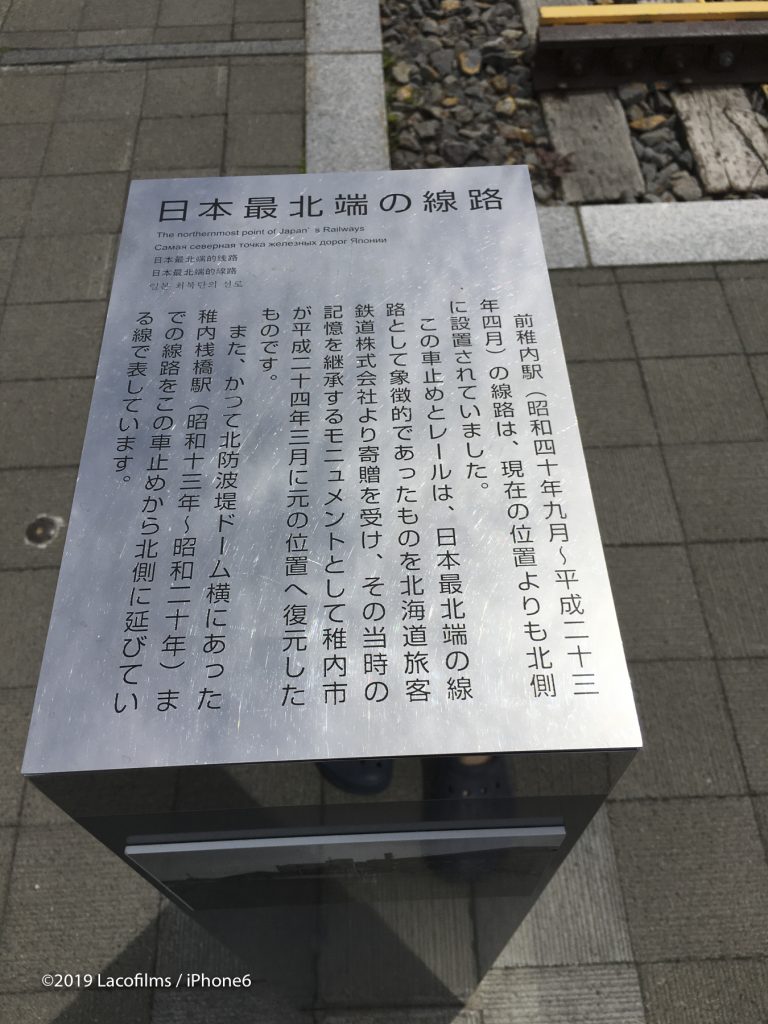 日本最北端の線路
The northernmost point of Japan's Railways
Самая северная точка железных дорог Японии
日本最北端的线路
日本最北端的線路
일본 최북단의 선로
前稚内駅（昭和四十年九月～平成二十三
年四月）の線路は、現在の位置よりも北側
に設置されていました。
この車止めとレールは、日本最北端の線
路として象徴的であったものを北海道旅客
鉄道株式会社より寄贈を受け、その当時の
記憶を継承するモニュメントとして稚内市
が平成二十四年三月に元の位置へ復元した
ものです。
また、かつて北防波堤ドーム横にあった
稚内桟橋駅（昭和十三年～昭和二十年）ま
での線路をこの車止めから北側に延びてい
る線で表しています。
©2019 Lacofilms / iPhone6